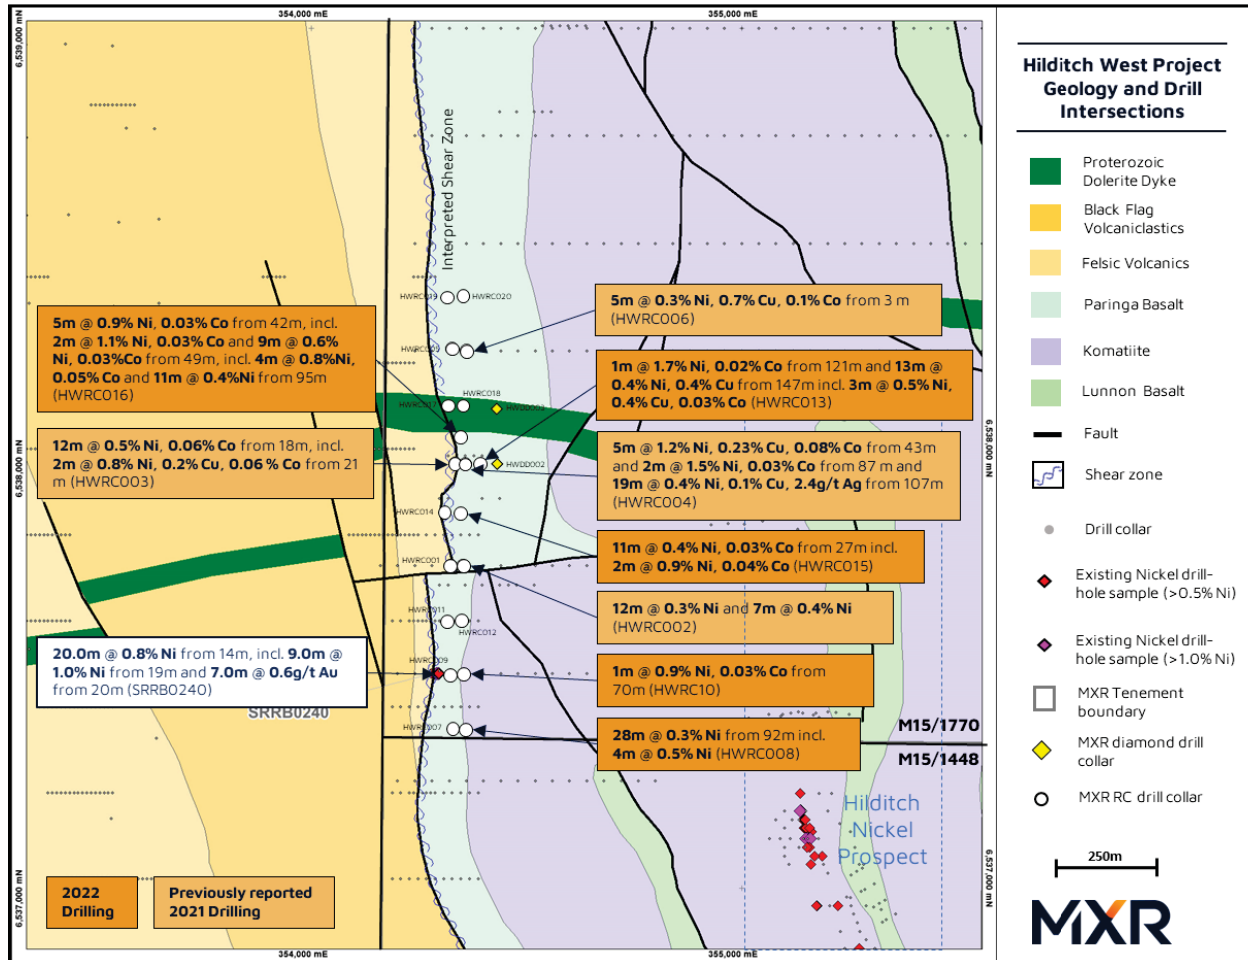 354,000 mE
355,000 mE
6,539,000 mN
Interpreted Shear Zone
HWRC019
HWRC020
5m @ 0.3% Ni, 0.7% Cu, 0.1% Co from 3 m
(HWRC006)
5m @ 0.9% Ni, 0.03% Co from 42m, incl.
2m @ 1.1% Ni, 0.03% Co and 9m @ 0.6%
Ni, 0.03%Co from 49m, incl. 4m @ 0.8%Ni,
0.05% Co and 11m @ 0.4%Ni from 95m
(HWRC016)
1m @ 1.7% Ni, 0.02% Co from 121m and 13m @
0.4% Ni, 0.4% Cu from 147m incl. 3m @ 0.5% Ni,
0.4% Cu, 0.03% Co (HWRC013)
HWRC018
HWRC017
12m @ 0.5% Ni, 0.06% Co from 18m, incl.
2m @ 0.8% Ni, 0.2% Cu, 0.06 % Co from 21
m (HWRC003)
HWDD002
5m @ 1.2% Ni, 0.23% Cu, 0.08% Co from 43m
and 2m @ 1.5% Ni, 0.03% Co from 87 m and
19m @ 0.4% Ni, 0.1% Cu, 2.4g/t Ag from 107m
(HWRC004)
6,538,000 mN
6,538,000 mN
HWRC014
11m @ 0.4% Ni, 0.03% Co from 27m incl.
2m @ 0.9% Ni, 0.04% Co (HWRC015)
HWRC001
12m @ 0.3% Ni and 7m @ 0.4% Ni
(HWRC002)
HWRC011
HWRC012
20.0m @ 0.8% Ni from 14m, incl. 9.0m @
1.0% Ni from 19m and 7.0m @ 0.6g/t Au
from 20m (SRRB0240)
HWRC009
1m @ 0.9% Ni, 0.03% Co from
70m (HWRC10)
SRRB0240
HWRC007
28m @ 0.3% Ni from 92m incl.
4m @ 0.5% Ni (HWRC008)
M15/1770
M15/1448
Hilditch
Nickel
Prospect
2022
Drilling
Previously reported
2021 Drilling
6,537,000 mN
6,537,000 mN
354,000 mE
355,000 mE
Hilditch West Project
Geology and Drill
Intersections
Proterozoic
Dolerite Dyke
Black Flag
Volcaniclastics
Felsic Volcanics
Paringa Basalt
Komatiite
Lunnon Basalt
Fault
Shear zone
Drill collar
Existing Nickel drill-
hole sample (>0.5% Ni)
Existing Nickel drill-
hole sample (>1.0% Ni)
MXR Tenement
boundary
MXR diamond drill
collar
MXR RC drill collar
250m
MXR